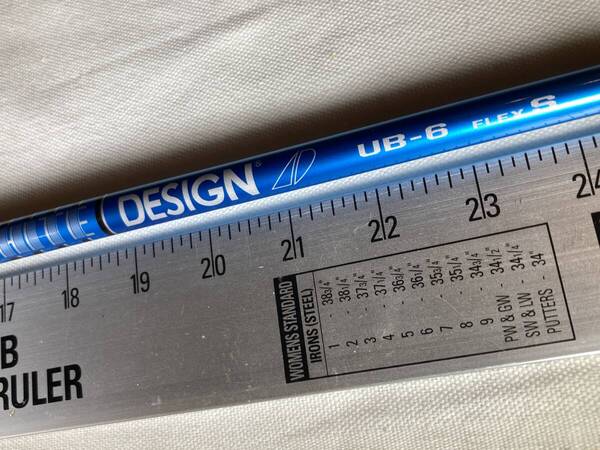 HITE DESIGN UB-6 FLEX S
17 18 19 20 21 22 23 24
B
RULER
WOMENS STANDARD
IRONS (STEEL)
1 - 38 3/4"
2 - 38 1/4"
3 - 37 3/4"
4 - 37 1/4"
5 - 36 3/4"
6 - 36 1/4"
7 - 35 3/4"
8 - 35 1/4"
9 - 34 3/4"
PW & GW - 34 1/2"
SW & LW - 34 1/4"
PUTTERS - 34"